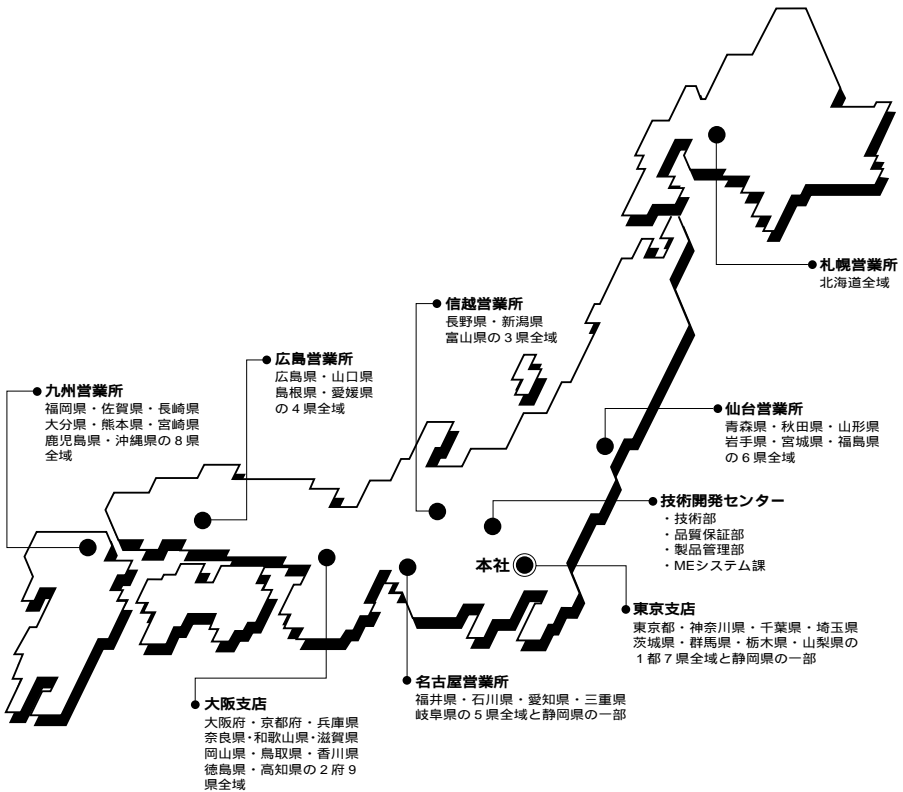 札幌営業所
北海道全域
信越営業所
長野県・新潟県
富山県の３県全域
広島営業所
広島県・山口県
島根県・愛媛県
の４県全域
九州営業所
福岡県・佐賀県・長崎県
大分県・熊本県・宮崎県
鹿児島県・沖縄県の８県
全域
仙台営業所
青森県・秋田県・山形県
岩手県・宮城県・福島県
の６県全域
技術開発センター
・技術部
・品質保証部
・製品管理部
・MEシステム課
本社
東京支店
東京都・神奈川県・千葉県・埼玉県
茨城県・群馬県・栃木県・山梨県の
１都７県全域と静岡県の一部
名古屋営業所
福井県・石川県・愛知県・三重県
岐阜県の５県全域と静岡県の一部
大阪支店
大阪府・京都府・兵庫県
奈良県・和歌山県・滋賀県
岡山県・鳥取県・香川県
徳島県・高知県の２府９
県全域